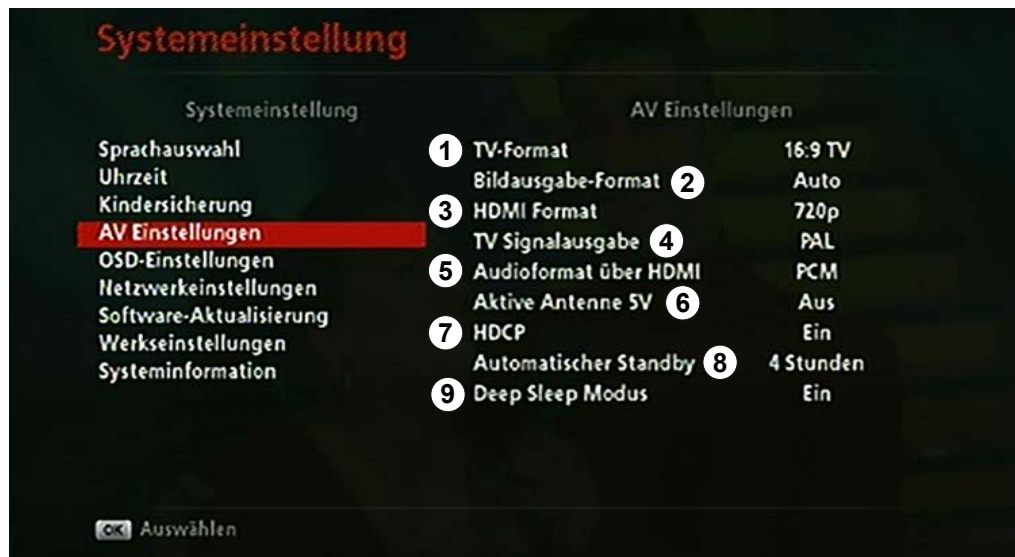 Systemeinstellung
Systemeinstellung
Sprachauswahl
Uhrzeit
Kindersicherung
AV Einstellungen
OSD-Einstellungen
Netzwerkeinstellungen
Software-Aktualisierung
Werkseinstellungen
Systeminformation
AV Einstellungen
1 TV-Format 16:9 TV
Bildausgabe-Format 2 Auto
3 HDMI Format 720p
TV Signalausgabe 4 PAL
5 Audioformat über HDMI PCM
Aktive Antenne 5V 6 Aus
7 HDCP Ein
Automatischer Standby 8 4 Stunden
9 Deep Sleep Modus Ein
OK Auswählen